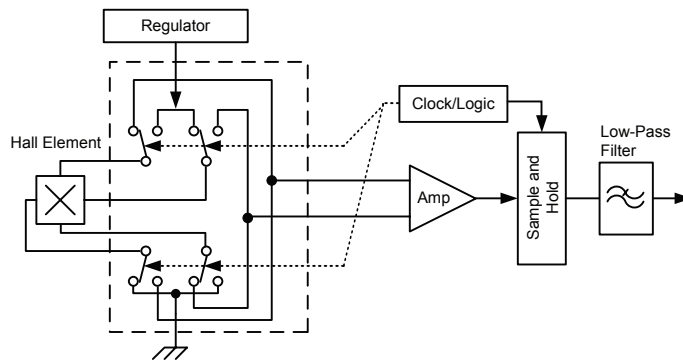 Regulator
Clock/Logic
Hall Element
Low-Pass
Filter
Amp
Sample and
Hold